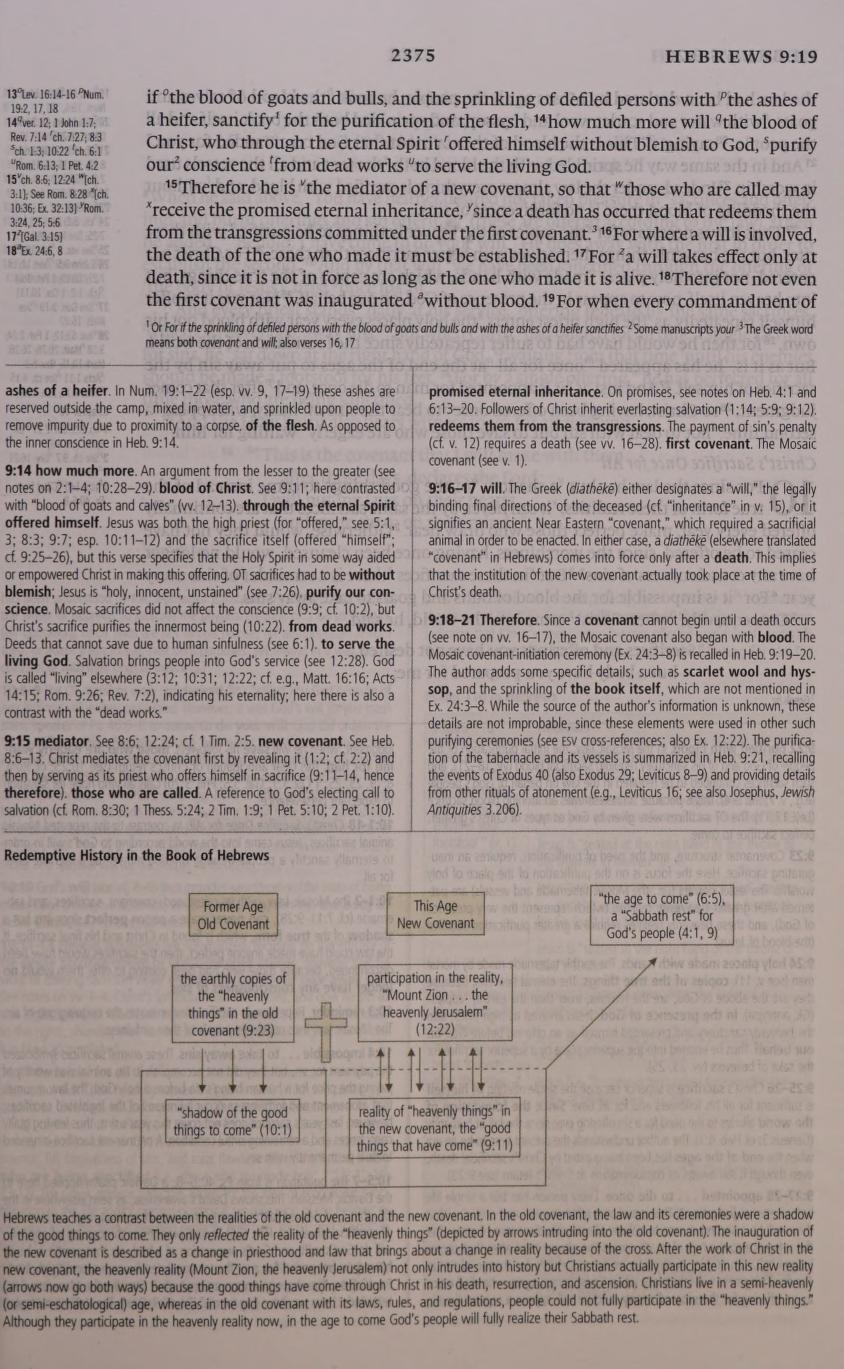 2375
HEBREWS 9:19
13 oLev. 16:14-16 pNum.
19:2, 17, 18
14 qver. 12; 1 John 1:7;
Rev. 7:14 rch. 7:27; 8:3
sch. 1:3; 10:22 tch. 6:1
uRom. 6:13; 1 Pet. 4:2
15 vch. 8:6; 12:24 w[ch.
3:1]; See Rom. 8:28 x[ch.
10:36; Ex. 32:13] yRom.
3:24, 25; 5:6
17 z[Gal. 3:15]
18 aEx. 24:6, 8
if othe blood of goats and bulls, and the sprinkling of defiled persons with pthe ashes of
a heifer, sanctify1 for the purification of the flesh, 14 how much more will qthe blood of
Christ, who through the eternal Spirit roffered himself without blemish to God, spurify
our2 conscience tfrom dead works uto serve the living God.
15 Therefore he is vthe mediator of a new covenant, so that wthose who are called may
xreceive the promised eternal inheritance, ysince a death has occurred that redeems them
from the transgressions committed under the first covenant.3 16 For where a will is involved,
the death of the one who made it must be established. 17 For za will takes effect only at
death, since it is not in force as long as the one who made it is alive. 18 Therefore not even
the first covenant was inaugurated awithout blood. 19 For when every commandment of
1 Or For if the sprinkling of defiled persons with the blood of goats and bulls and with the ashes of a heifer sanctifies 2 Some manuscripts your 3 The Greek word
means both covenant and will; also verses 16, 17
ashes of a heifer. In Num. 19:1–22 (esp. vv. 9, 17–19) these ashes are
reserved outside the camp, mixed in water, and sprinkled upon people to
remove impurity due to proximity to a corpse. of the flesh. As opposed to
the inner conscience in Heb. 9:14.
9:14 how much more. An argument from the lesser to the greater (see
notes on 2:1–4; 10:28–29). blood of Christ. See 9:11; here contrasted
with “blood of goats and calves” (vv. 12–13). through the eternal Spirit
offered himself. Jesus was both the high priest (for “offered,” see 5:1,
3; 8:3; 9:7; esp. 10:11–12) and the sacrifice itself (offered “himself”;
cf. 9:25–26), but this verse specifies that the Holy Spirit in some way aided
or empowered Christ in making this offering. OT sacrifices had to be without
blemish; Jesus is “holy, innocent, unstained” (see 7:26). purify our con-
science. Mosaic sacrifices did not affect the conscience (9:9; cf. 10:2), but
Christ’s sacrifice purifies the innermost being (10:22). from dead works.
Deeds that cannot save due to human sinfulness (see 6:1). to serve the
living God. Salvation brings people into God’s service (see 12:28). God
is called “living” elsewhere (3:12; 10:31; 12:22; cf. e.g., Matt. 16:16; Acts
14:15; Rom. 9:26; Rev. 7:2), indicating his eternality; here there is also a
contrast with the “dead works.”
9:15 mediator. See 8:6; 12:24; cf. 1 Tim. 2:5. new covenant. See Heb.
8:6–13. Christ mediates the covenant first by revealing it (1:2; cf. 2:2) and
then by serving as its priest who offers himself in sacrifice (9:11–14, hence
therefore). those who are called. A reference to God’s electing call to
salvation (cf. Rom. 8:30; 1 Thess. 5:24; 2 Tim. 1:9; 1 Pet. 5:10; 2 Pet. 1:10).
promised eternal inheritance. On promises, see notes on Heb. 4:1 and
6:13–20. Followers of Christ inherit everlasting salvation (1:14; 5:9; 9:12).
redeems them from the transgressions. The payment of sin’s penalty
(cf. v. 12) requires a death (see vv. 16–28). first covenant. The Mosaic
covenant (see v. 1).
9:16–17 will. The Greek (diathēkē) either designates a “will,” the legally
binding final directions of the deceased (cf. “inheritance” in v. 15), or it
signifies an ancient Near Eastern “covenant,” which required a sacrificial
animal in order to be enacted. In either case, a diathēkē (elsewhere translated
“covenant” in Hebrews) comes into force only after a death. This implies
that the institution of the new covenant actually took place at the time of
Christ’s death.
9:18–21 Therefore. Since a covenant cannot begin until a death occurs
(see note on vv. 16–17), the Mosaic covenant also began with blood. The
Mosaic covenant-initiation ceremony (Ex. 24:3–8) is recalled in Heb. 9:19–20.
The author adds some specific details, such as scarlet wool and hys-
sop, and the sprinkling of the book itself, which are not mentioned in
Ex. 24:3–8. While the source of the author’s information is unknown, these
details are not improbable, since these elements were used in other such
purifying ceremonies (see ESV cross-references; also Ex. 12:22). The purifica-
tion of the tabernacle and its vessels is summarized in Heb. 9:21, recalling
the events of Exodus 40 (also Exodus 29; Leviticus 8–9) and providing details
from other rituals of atonement (e.g., Leviticus 16; see also Josephus, Jewish
Antiquities 3.206).
Redemptive History in the Book of Hebrews
Former Age
Old Covenant
This Age
New Covenant
“the age to come” (6:5),
a “Sabbath rest” for
God’s people (4:1, 9)
the earthly copies of
the “heavenly
things” in the old
covenant (9:23)
participation in the reality,
“Mount Zion . . . the
heavenly Jerusalem”
(12:22)
“shadow of the good
things to come” (10:1)
reality of “heavenly things” in
the new covenant, the “good
things that have come” (9:11)
Hebrews teaches a contrast between the realities of the old covenant and the new covenant. In the old covenant, the law and its ceremonies were a shadow
of the good things to come. They only reflected the reality of the “heavenly things” (depicted by arrows intruding into the old covenant). The inauguration of
the new covenant is described as a change in priesthood and law that brings about a change in reality because of the cross. After the work of Christ in the
new covenant, the heavenly reality (Mount Zion, the heavenly Jerusalem) not only intrudes into history but Christians actually participate in this new reality
(arrows now go both ways) because the good things have come through Christ in his death, resurrection, and ascension. Christians live in a semi-heavenly
(or semi-eschatological) age, whereas in the old covenant with its laws, rules, and regulations, people could not fully participate in the “heavenly things.”
Although they participate in the heavenly reality now, in the age to come God’s people will fully realize their Sabbath rest.